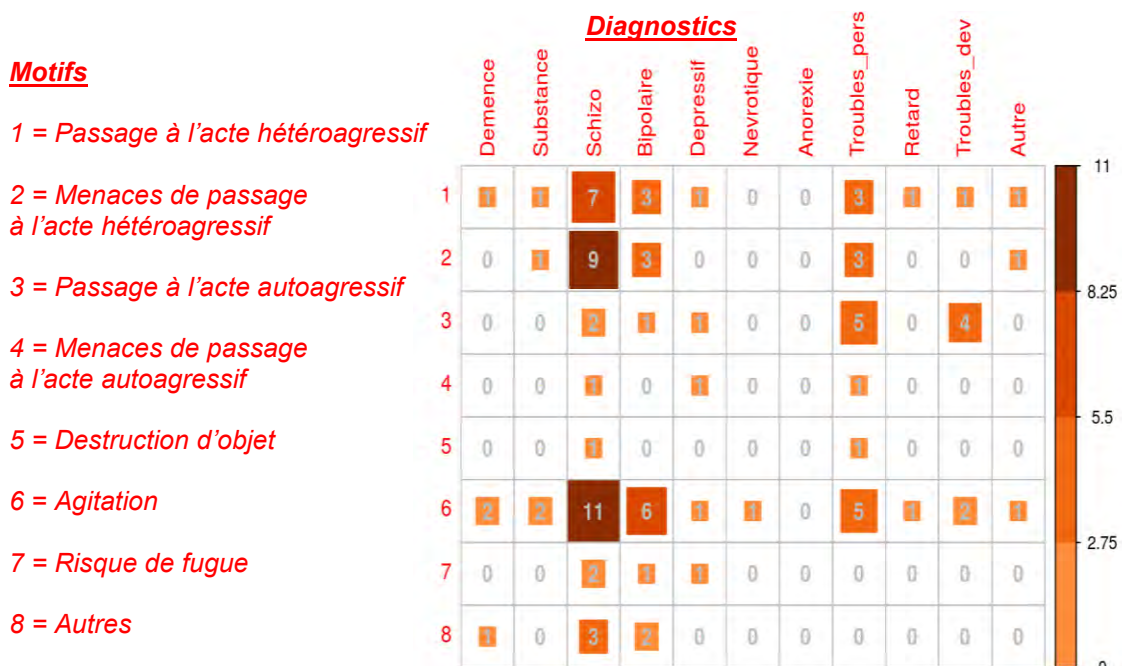 Diagnostics
Motifs
1 = Passage à l'acte hétéroagressif
2 = Menaces de passage
à l'acte hétéroagressif
3 = Passage à l'acte autoagressif
4 = Menaces de passage
à l'acte autoagressif
5 = Destruction d'objet
6 = Agitation
7 = Risque de fugue
8 = Autres
Demence
Substance
Schizo
Bipolaire
Depressif
Nevrotique
Anorexie
Troubles_pers
Retard
Troubles_dev
Autre
1 1 1 7 3 1 0 0 3 1 1 1
2 0 1 9 3 0 0 0 3 0 0 1
3 0 0 2 1 1 0 0 5 0 4 0
4 0 0 1 0 1 0 0 1 0 0 0
5 0 0 1 0 0 0 0 1 0 0 0
6 2 2 11 6 1 1 0 5 1 2 1
7 0 0 2 1 1 0 0 0 0 0 0
8 1 0 3 2 0 0 0 0 0 0 0
11
8.25
5.5
2.75